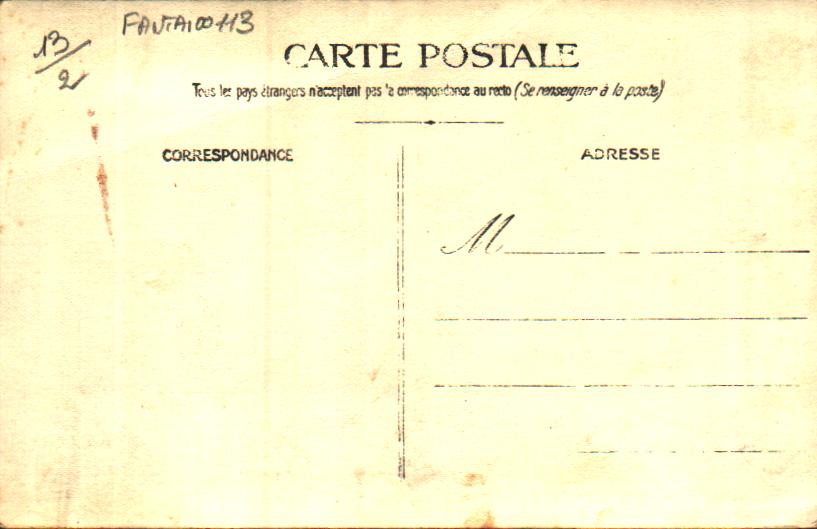 13/2
FANTAI00113
CARTE POSTALE
Tous les pays étrangers n'acceptent pas la correspondance au recto (Se renseigner à la poste)
CORRESPONDANCE
ADRESSE
M